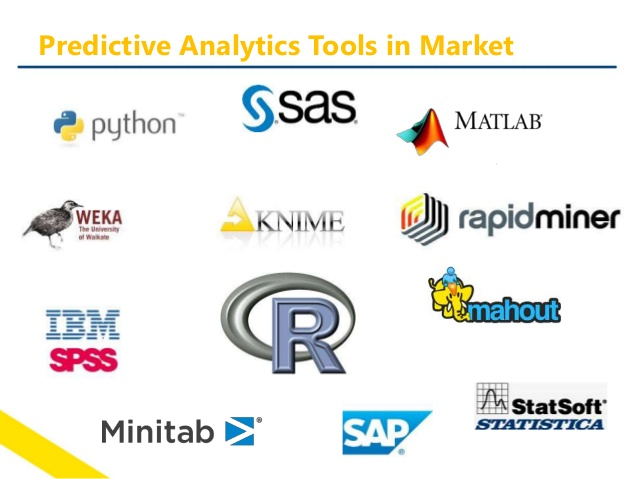 Predictive Analytics Tools in Market
python™
sas®
MATLAB®
WEKA
The University
of Waikato
KNIME
rapidminer
IBM
SPSS
R
mahout
Minitab®
SAP®
StatSoft®
STATISTICA